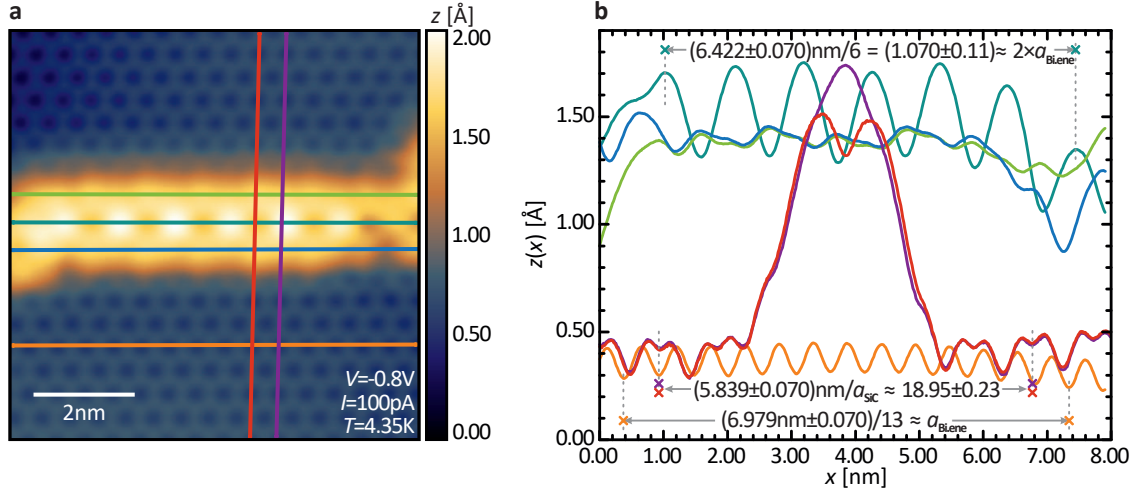 a
z [Å]
2.00
1.50
1.00
0.50
0.00
2nm
V=-0.8V
I=100pA
T=4.35K
b
(6.422±0.070)nm/6 = (1.070±0.11)≈ 2×aBi.ene
1.50
1.00
0.50
0.00
z(x) [Å]
(5.839±0.070)nm/aSiC ≈ 18.95±0.23
(6.979nm±0.070)/13 ≈ aBi.ene
0.00 1.00 2.00 3.00 4.00 5.00 6.00 7.00 8.00
x [nm]